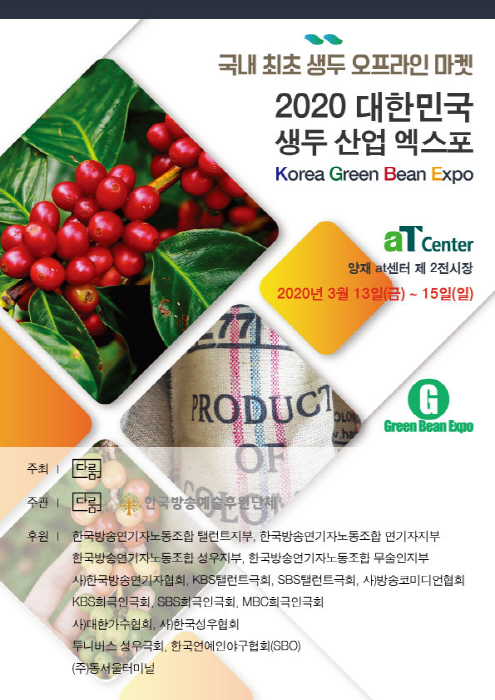 국내 최초 생두 오프라인 마켓
2020 대한민국
생두 산업 엑스포
Korea Green Bean Expo
aT Center
양재 at센터 제 2전시장
2020년 3월 13일(금) ~ 15일(일)
77
PRODUCT
OF
COLO
G
Green Bean Expo
주최 | 다름
주관 | 다름 한국방송예술후원단체
후원 | 한국방송연기자노동조합 탤런트지부, 한국방송연기자노동조합 연기자지부
한국방송연기자노동조합 성우지부, 한국방송연기자노동조합 무술인지부
사)한국방송연기자협회, KBS탤런트극회, SBS탤런트극회, 사)방송코미디언협회
KBS희극인극회, SBS희극인극회, MBC희극인극회
사)대한가수협회, 사)한국성우협회
투니버스 성우극회, 한국연예인야구협회(SBO)
(주)동서울터미널